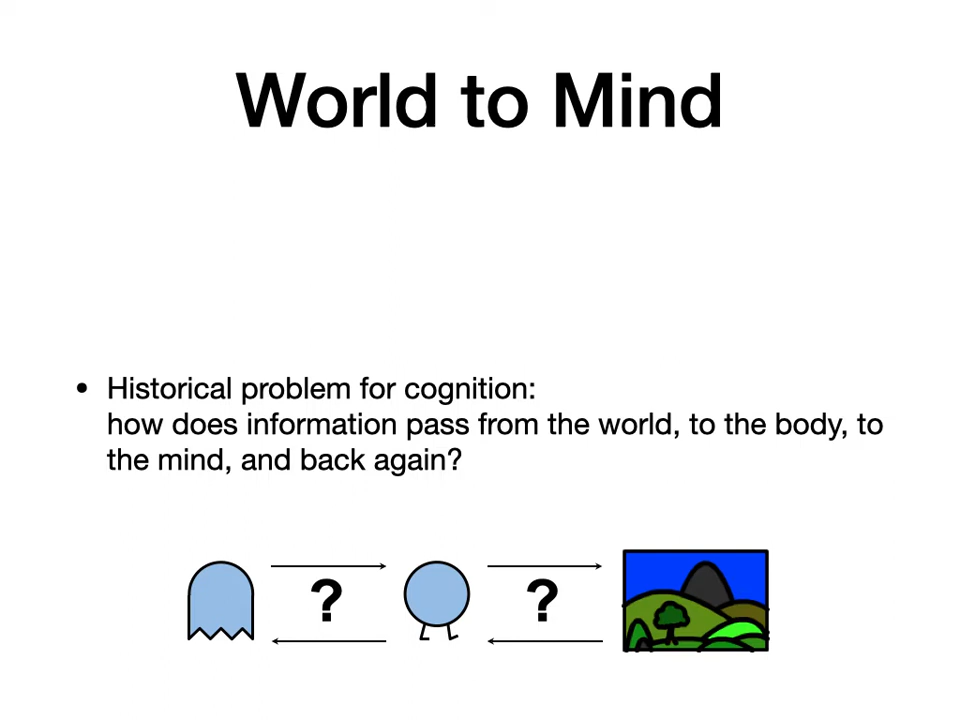 World to Mind
• Historical problem for cognition:
how does information pass from the world, to the body, to
the mind, and back again?
? ?